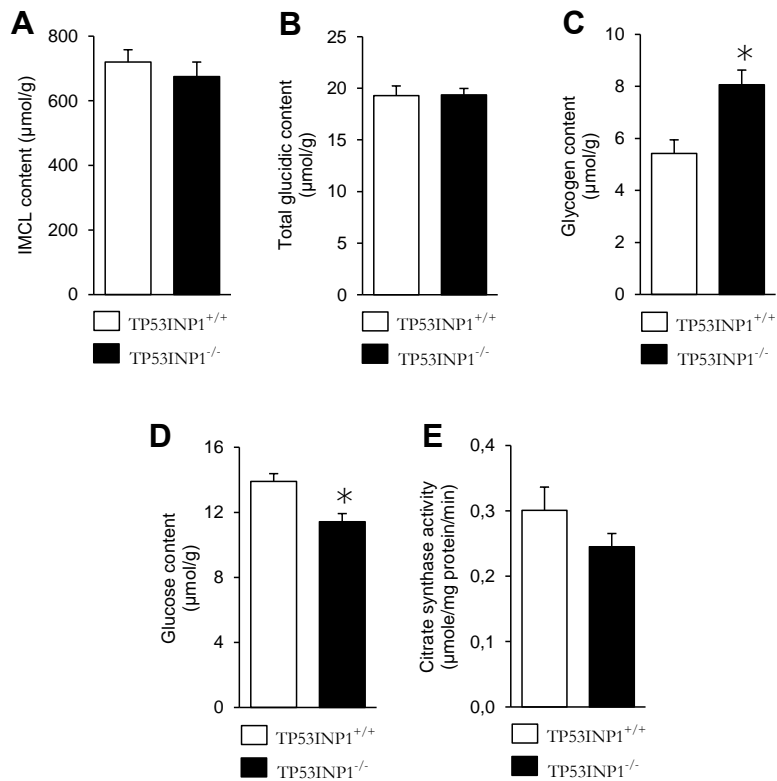 A
IMCL content (µmol/g)
800
600
400
200
0
TP53INP1+/+
TP53INP1-/-
B
Total glucidic content
(µmol/g)
30
25
20
15
10
5
0
TP53INP1+/+
TP53INP1-/-
C
Glycogen content
(µmol/g)
10
8
6
4
2
0
*
TP53INP1+/+
TP53INP1-/-
D
Glucose content
(µmol/g)
16
12
8
4
0
*
TP53INP1+/+
TP53INP1-/-
E
Citrate synthase activity
(µmole/mg protein/min)
0,4
0,3
0,2
0,1
0,0
TP53INP1+/+
TP53INP1-/-